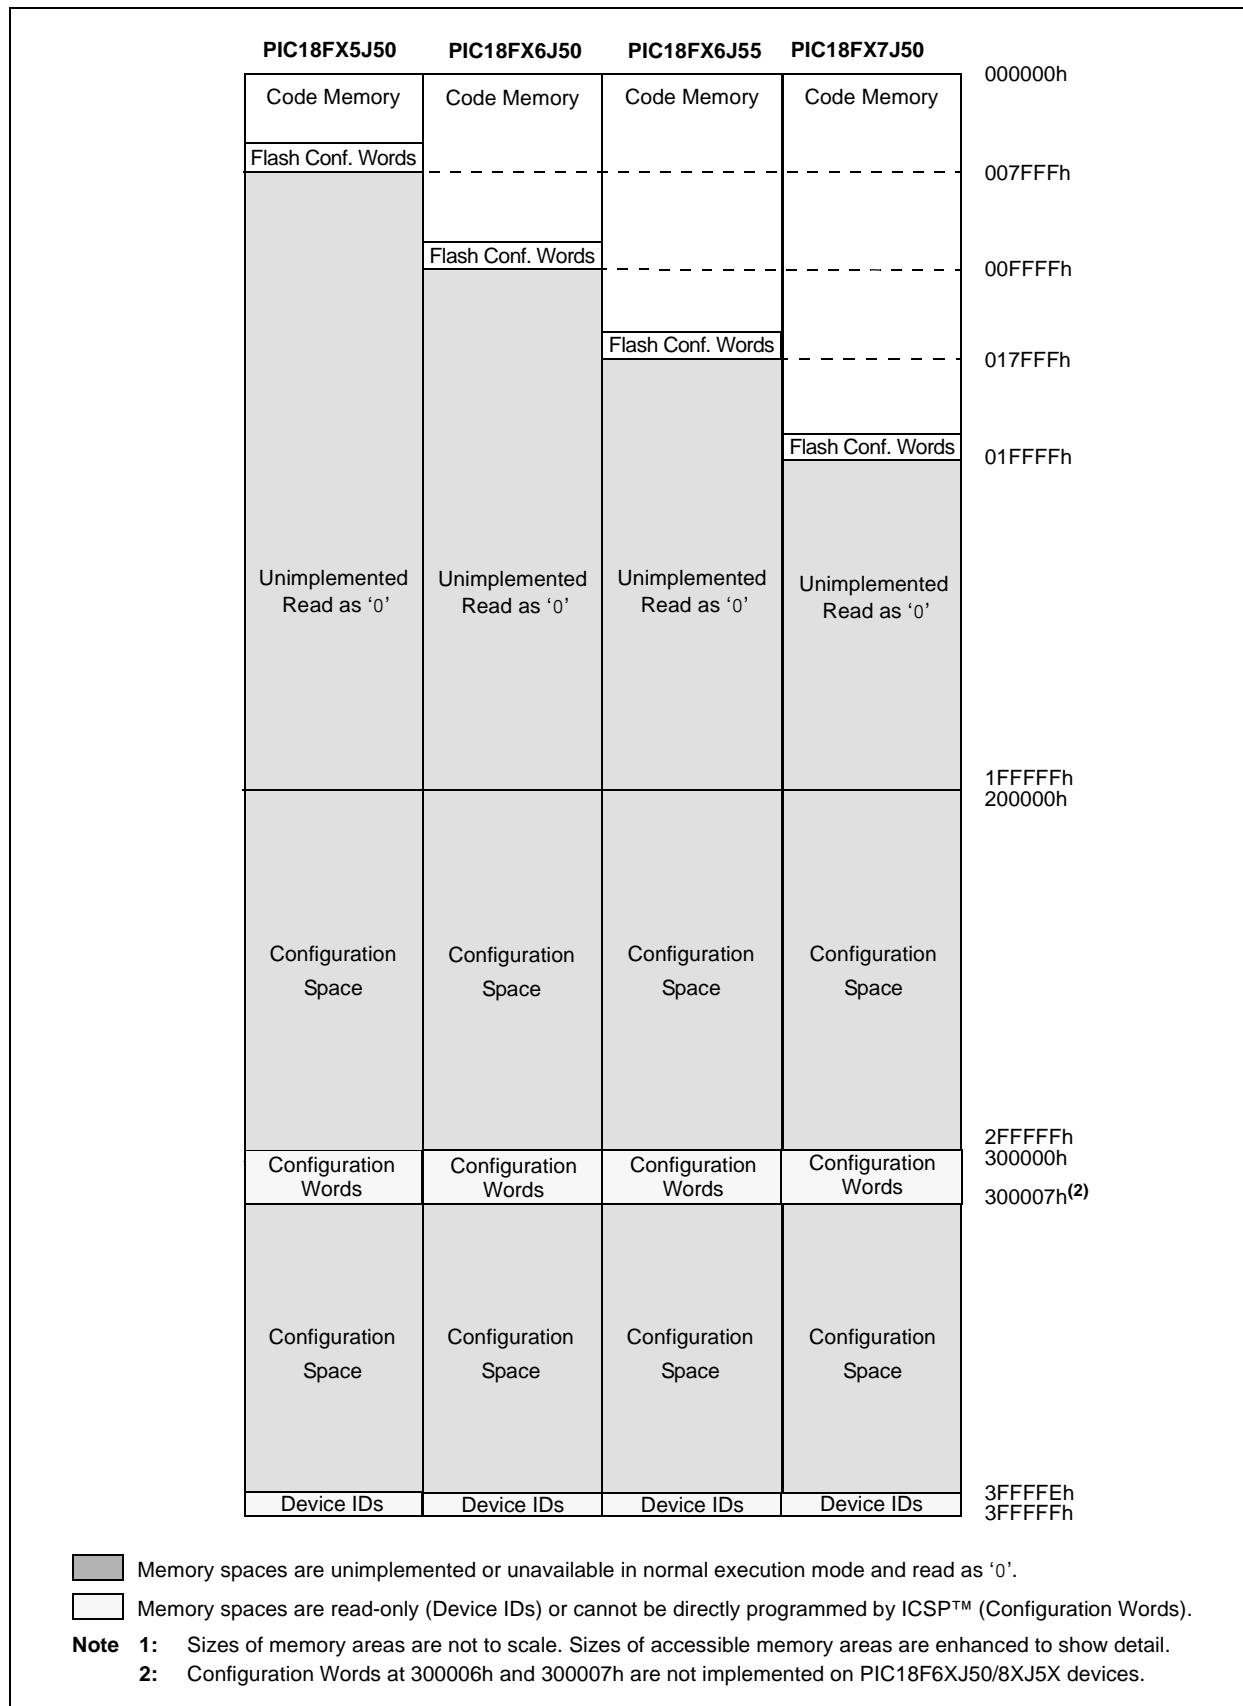 PIC18FX5J50 PIC18FX6J50 PIC18FX6J55 PIC18FX7J50
000000h
Code Memory Code Memory Code Memory Code Memory
Flash Conf. Words
007FFFh
Flash Conf. Words
00FFFFh
Flash Conf. Words
017FFFh
Flash Conf. Words
01FFFFh
Unimplemented Unimplemented Unimplemented Unimplemented
Read as ‘0’ Read as ‘0’ Read as ‘0’ Read as ‘0’
1FFFFFh
200000h
Configuration Configuration Configuration Configuration
Space Space Space Space
2FFFFFh
300000h
Configuration Configuration Configuration Configuration
Words Words Words Words
300007h(2)
Configuration Configuration Configuration Configuration
Space Space Space Space
3FFFFEh
Device IDs Device IDs Device IDs Device IDs
3FFFFFh
Memory spaces are unimplemented or unavailable in normal execution mode and read as ‘0’.
Memory spaces are read-only (Device IDs) or cannot be directly programmed by ICSP™ (Configuration Words).
Note 1: Sizes of memory areas are not to scale. Sizes of accessible memory areas are enhanced to show detail.
2: Configuration Words at 300006h and 300007h are not implemented on PIC18F6XJ50/8XJ5X devices.